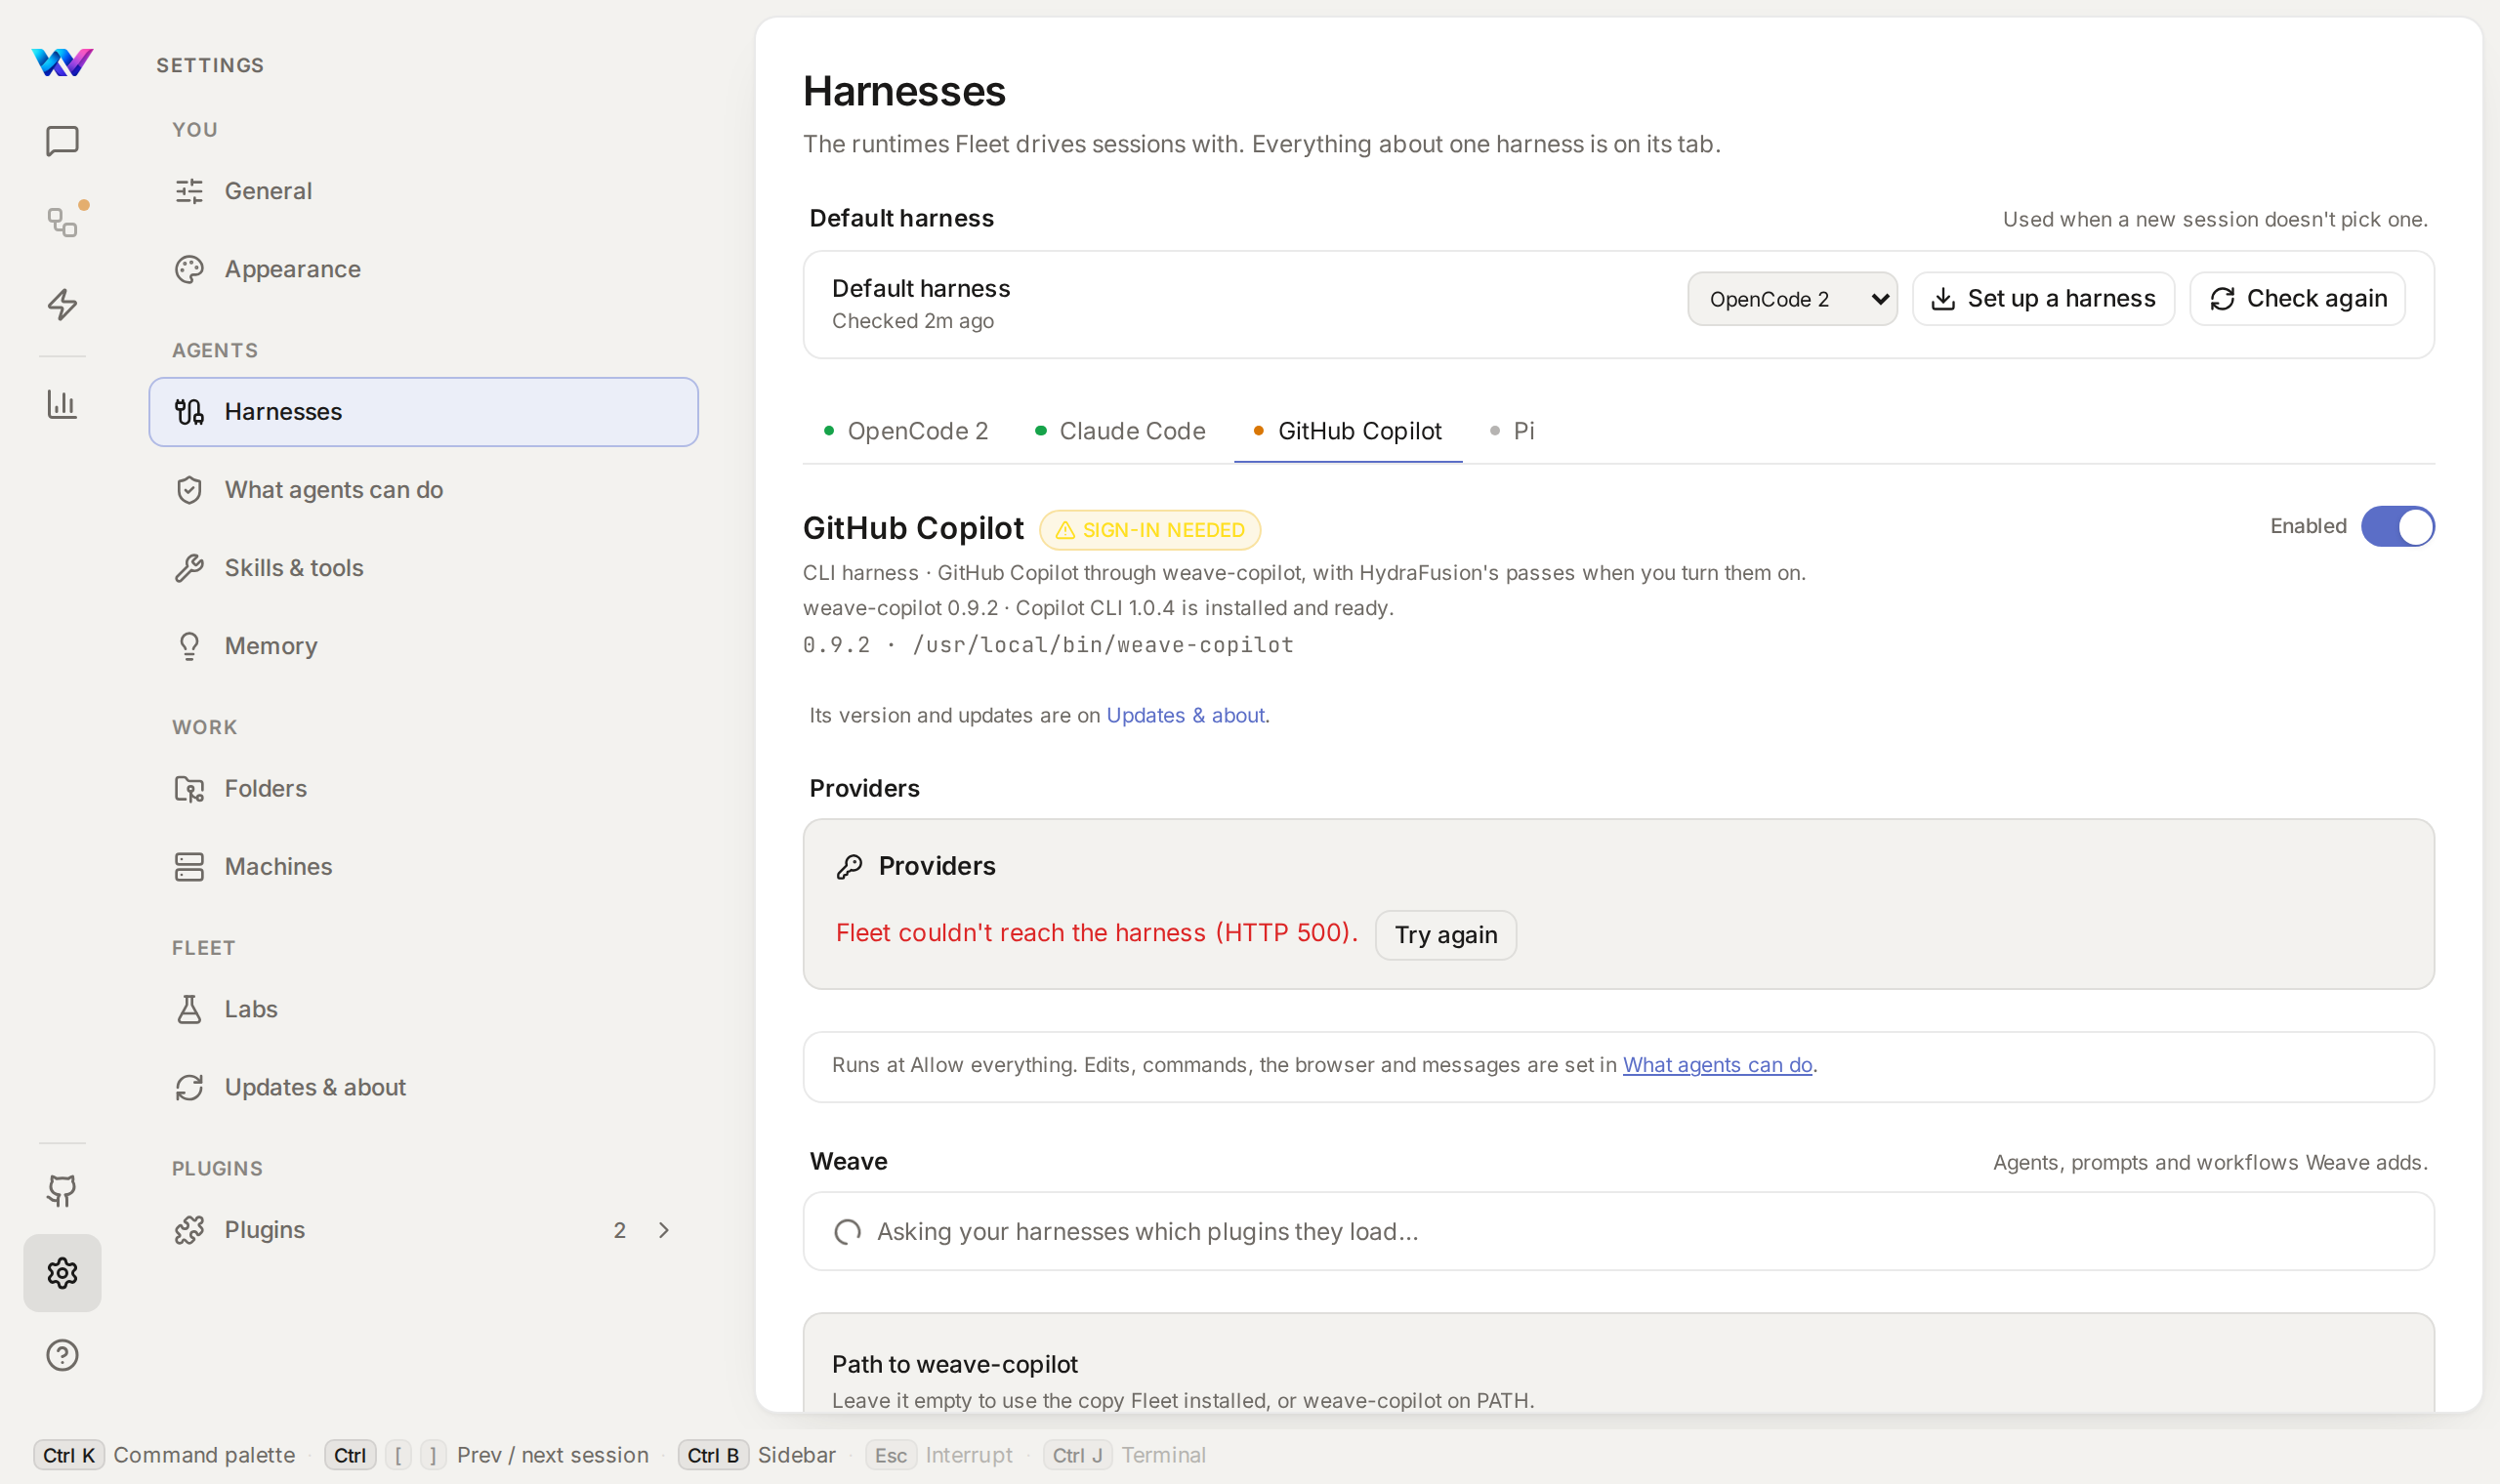 SETTINGS
YOU
General
Appearance
AGENTS
Harnesses
What agents can do
Skills & tools
Memory
WORK
Folders
Machines
FLEET
Labs
Updates & about
PLUGINS
Plugins 2
Harnesses
The runtimes Fleet drives sessions with. Everything about one harness is on its tab.
Default harness Used when a new session doesn't pick one.
Default harness
Checked 2m ago
OpenCode 2 Set up a harness Check again
OpenCode 2 Claude Code GitHub Copilot Pi
GitHub Copilot SIGN-IN NEEDED Enabled
CLI harness · GitHub Copilot through weave-copilot, with HydraFusion's passes when you turn them on.
weave-copilot 0.9.2 · Copilot CLI 1.0.4 is installed and ready.
0.9.2 · /usr/local/bin/weave-copilot
Its version and updates are on Updates & about.
Providers
Providers
Fleet couldn't reach the harness (HTTP 500). Try again
Runs at Allow everything. Edits, commands, the browser and messages are set in What agents can do.
Weave Agents, prompts and workflows Weave adds.
Asking your harnesses which plugins they load...
Path to weave-copilot
Leave it empty to use the copy Fleet installed, or weave-copilot on PATH.
Ctrl K Command palette · Ctrl [ ] Prev / next session · Ctrl B Sidebar · Esc Interrupt · Ctrl J Terminal